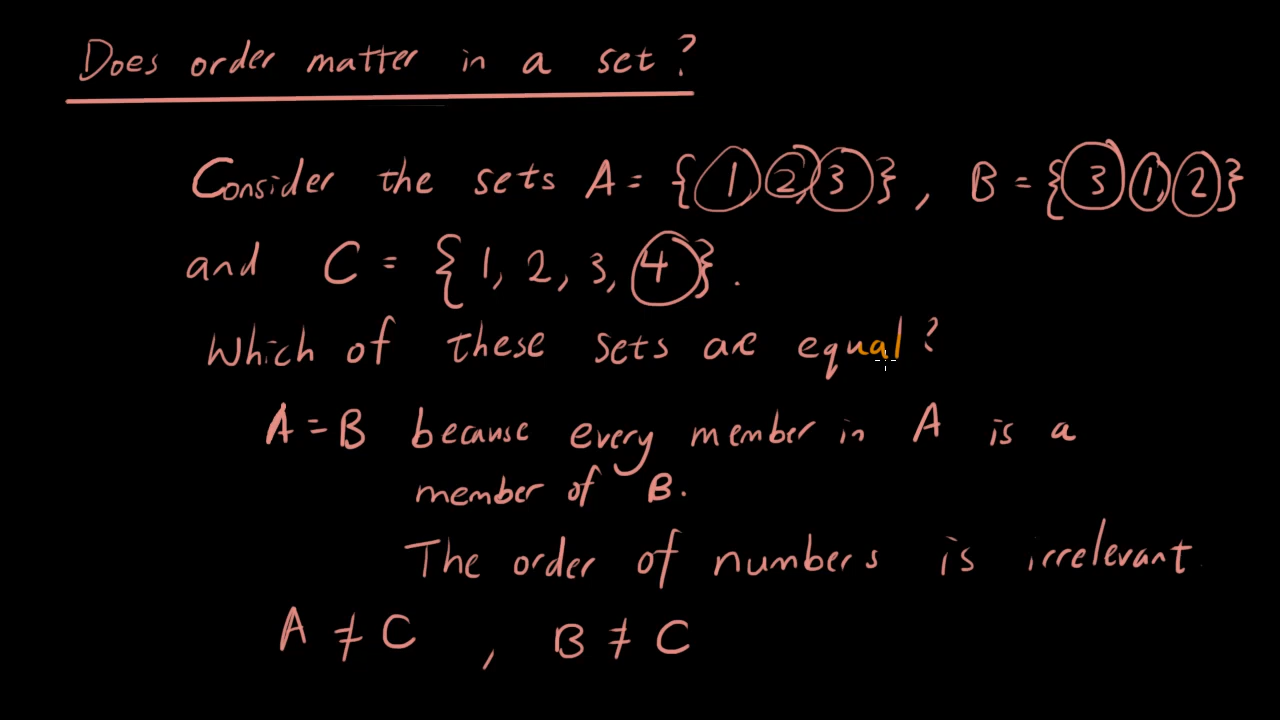 Does order matter in a set?
Consider the sets A = {1, 2, 3}, B = {3, 1, 2}
and C = {1, 2, 3, 4}.
Which of these sets are equal?
A = B because every member in A is a
member of B.
The order of numbers is irrelevant
A ≠ C , B ≠ C